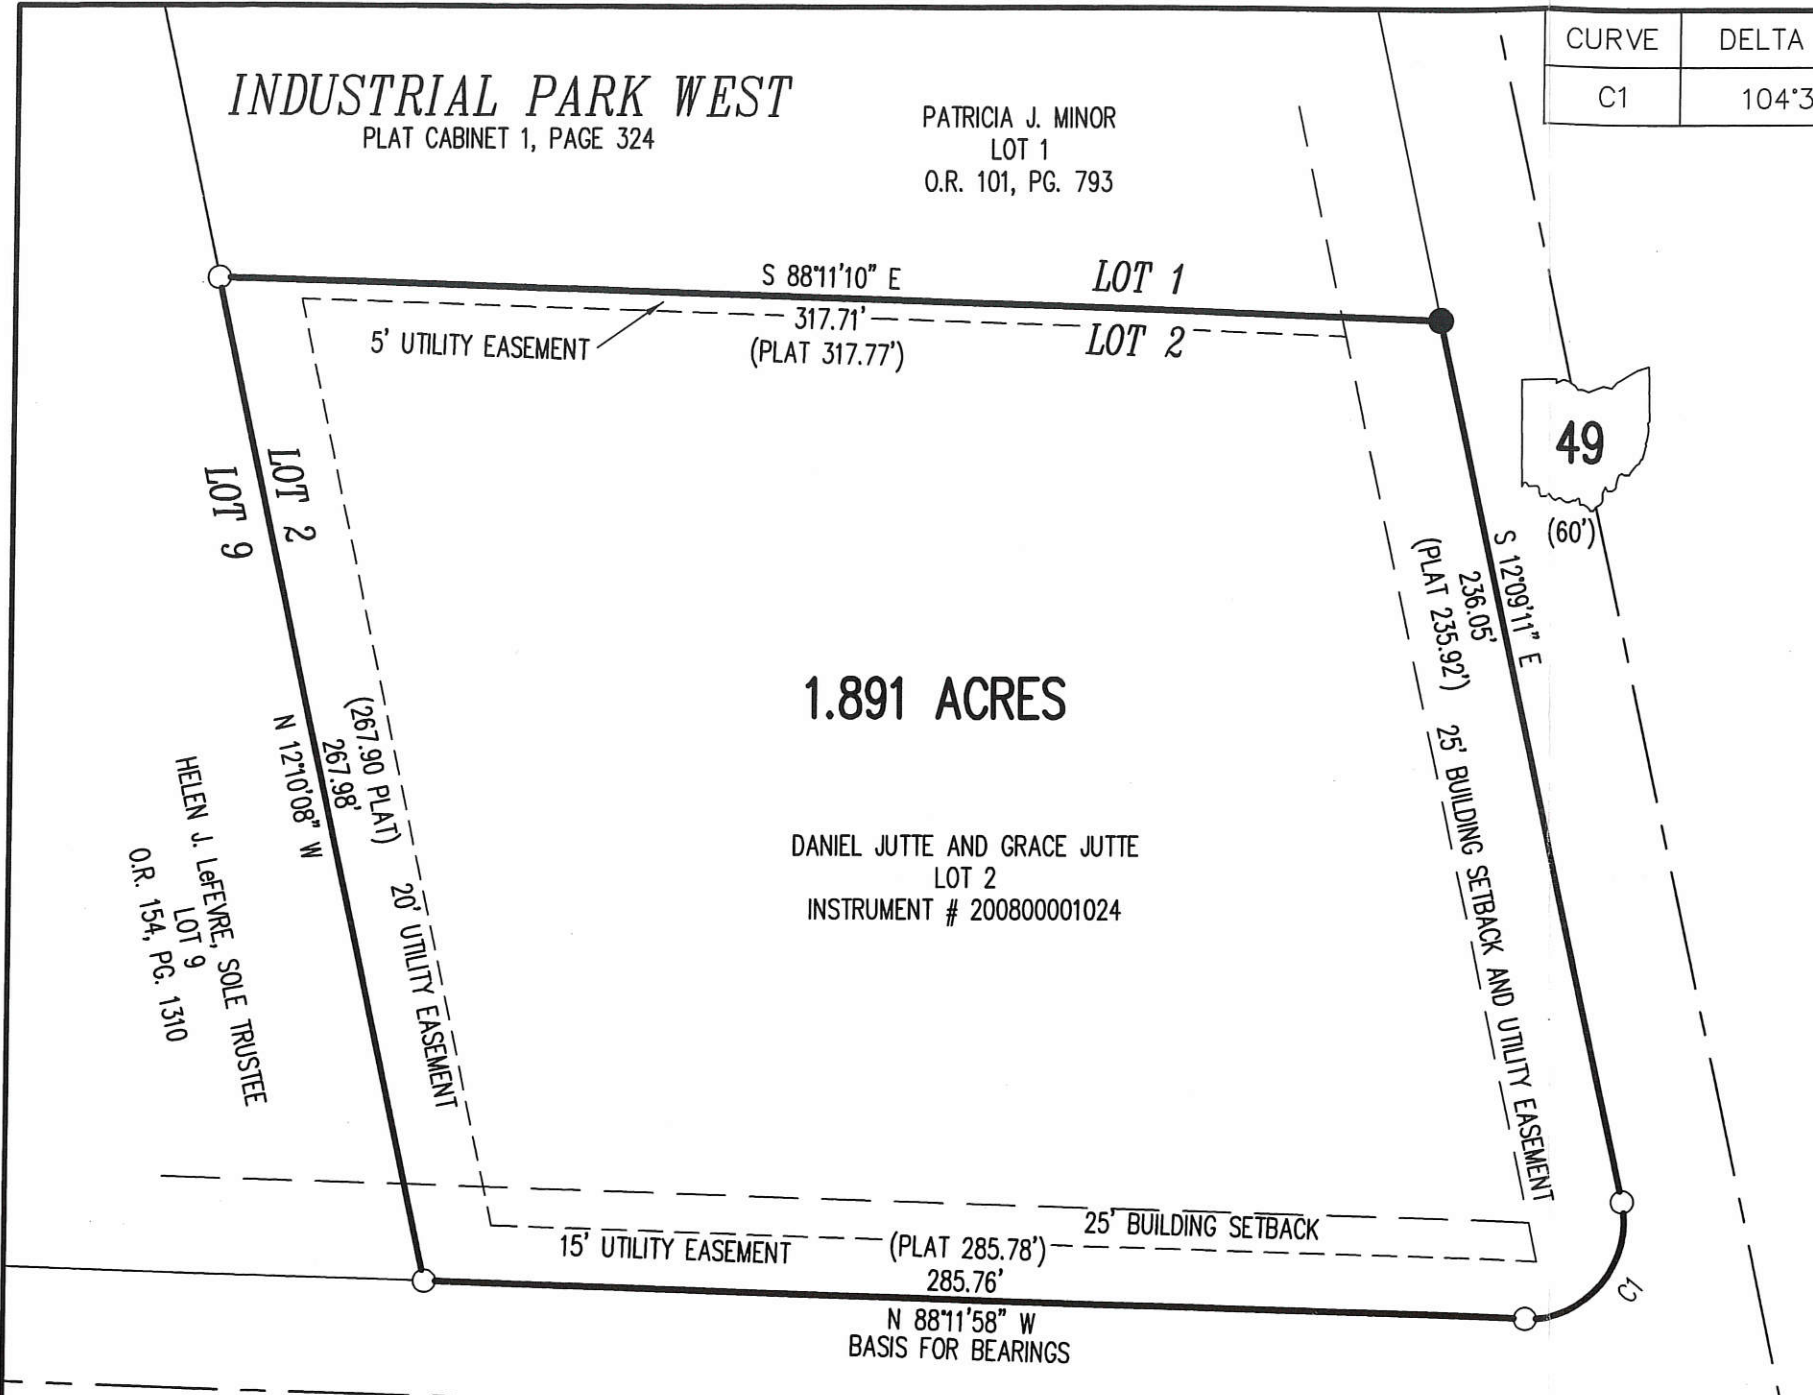 CURVE DELTA
C1 104°3
INDUSTRIAL PARK WEST
PLAT CABINET 1, PAGE 324
PATRICIA J. MINOR
LOT 1
O.R. 101, PG. 793
S 88°11'10" E
LOT 1
317.71'
(PLAT 317.77')
LOT 2
5' UTILITY EASEMENT
49
(60')
LOT 2
LOT 9
S 12°09'11" E
236.05'
(PLAT 235.92')
25' BUILDING SETBACK AND UTILITY EASEMENT
1.891 ACRES
(267.90 PLAT)
267.98'
N 12°10'08" W
20' UTILITY EASEMENT
HELEN J. LeFEVRE, SOLE TRUSTEE
LOT 9
O.R. 154, PG. 1310
DANIEL JUTTE AND GRACE JUTTE
LOT 2
INSTRUMENT # 200800001024
25' BUILDING SETBACK
15' UTILITY EASEMENT
(PLAT 285.78')
285.76'
N 88°11'58" W
BASIS FOR BEARINGS
C1